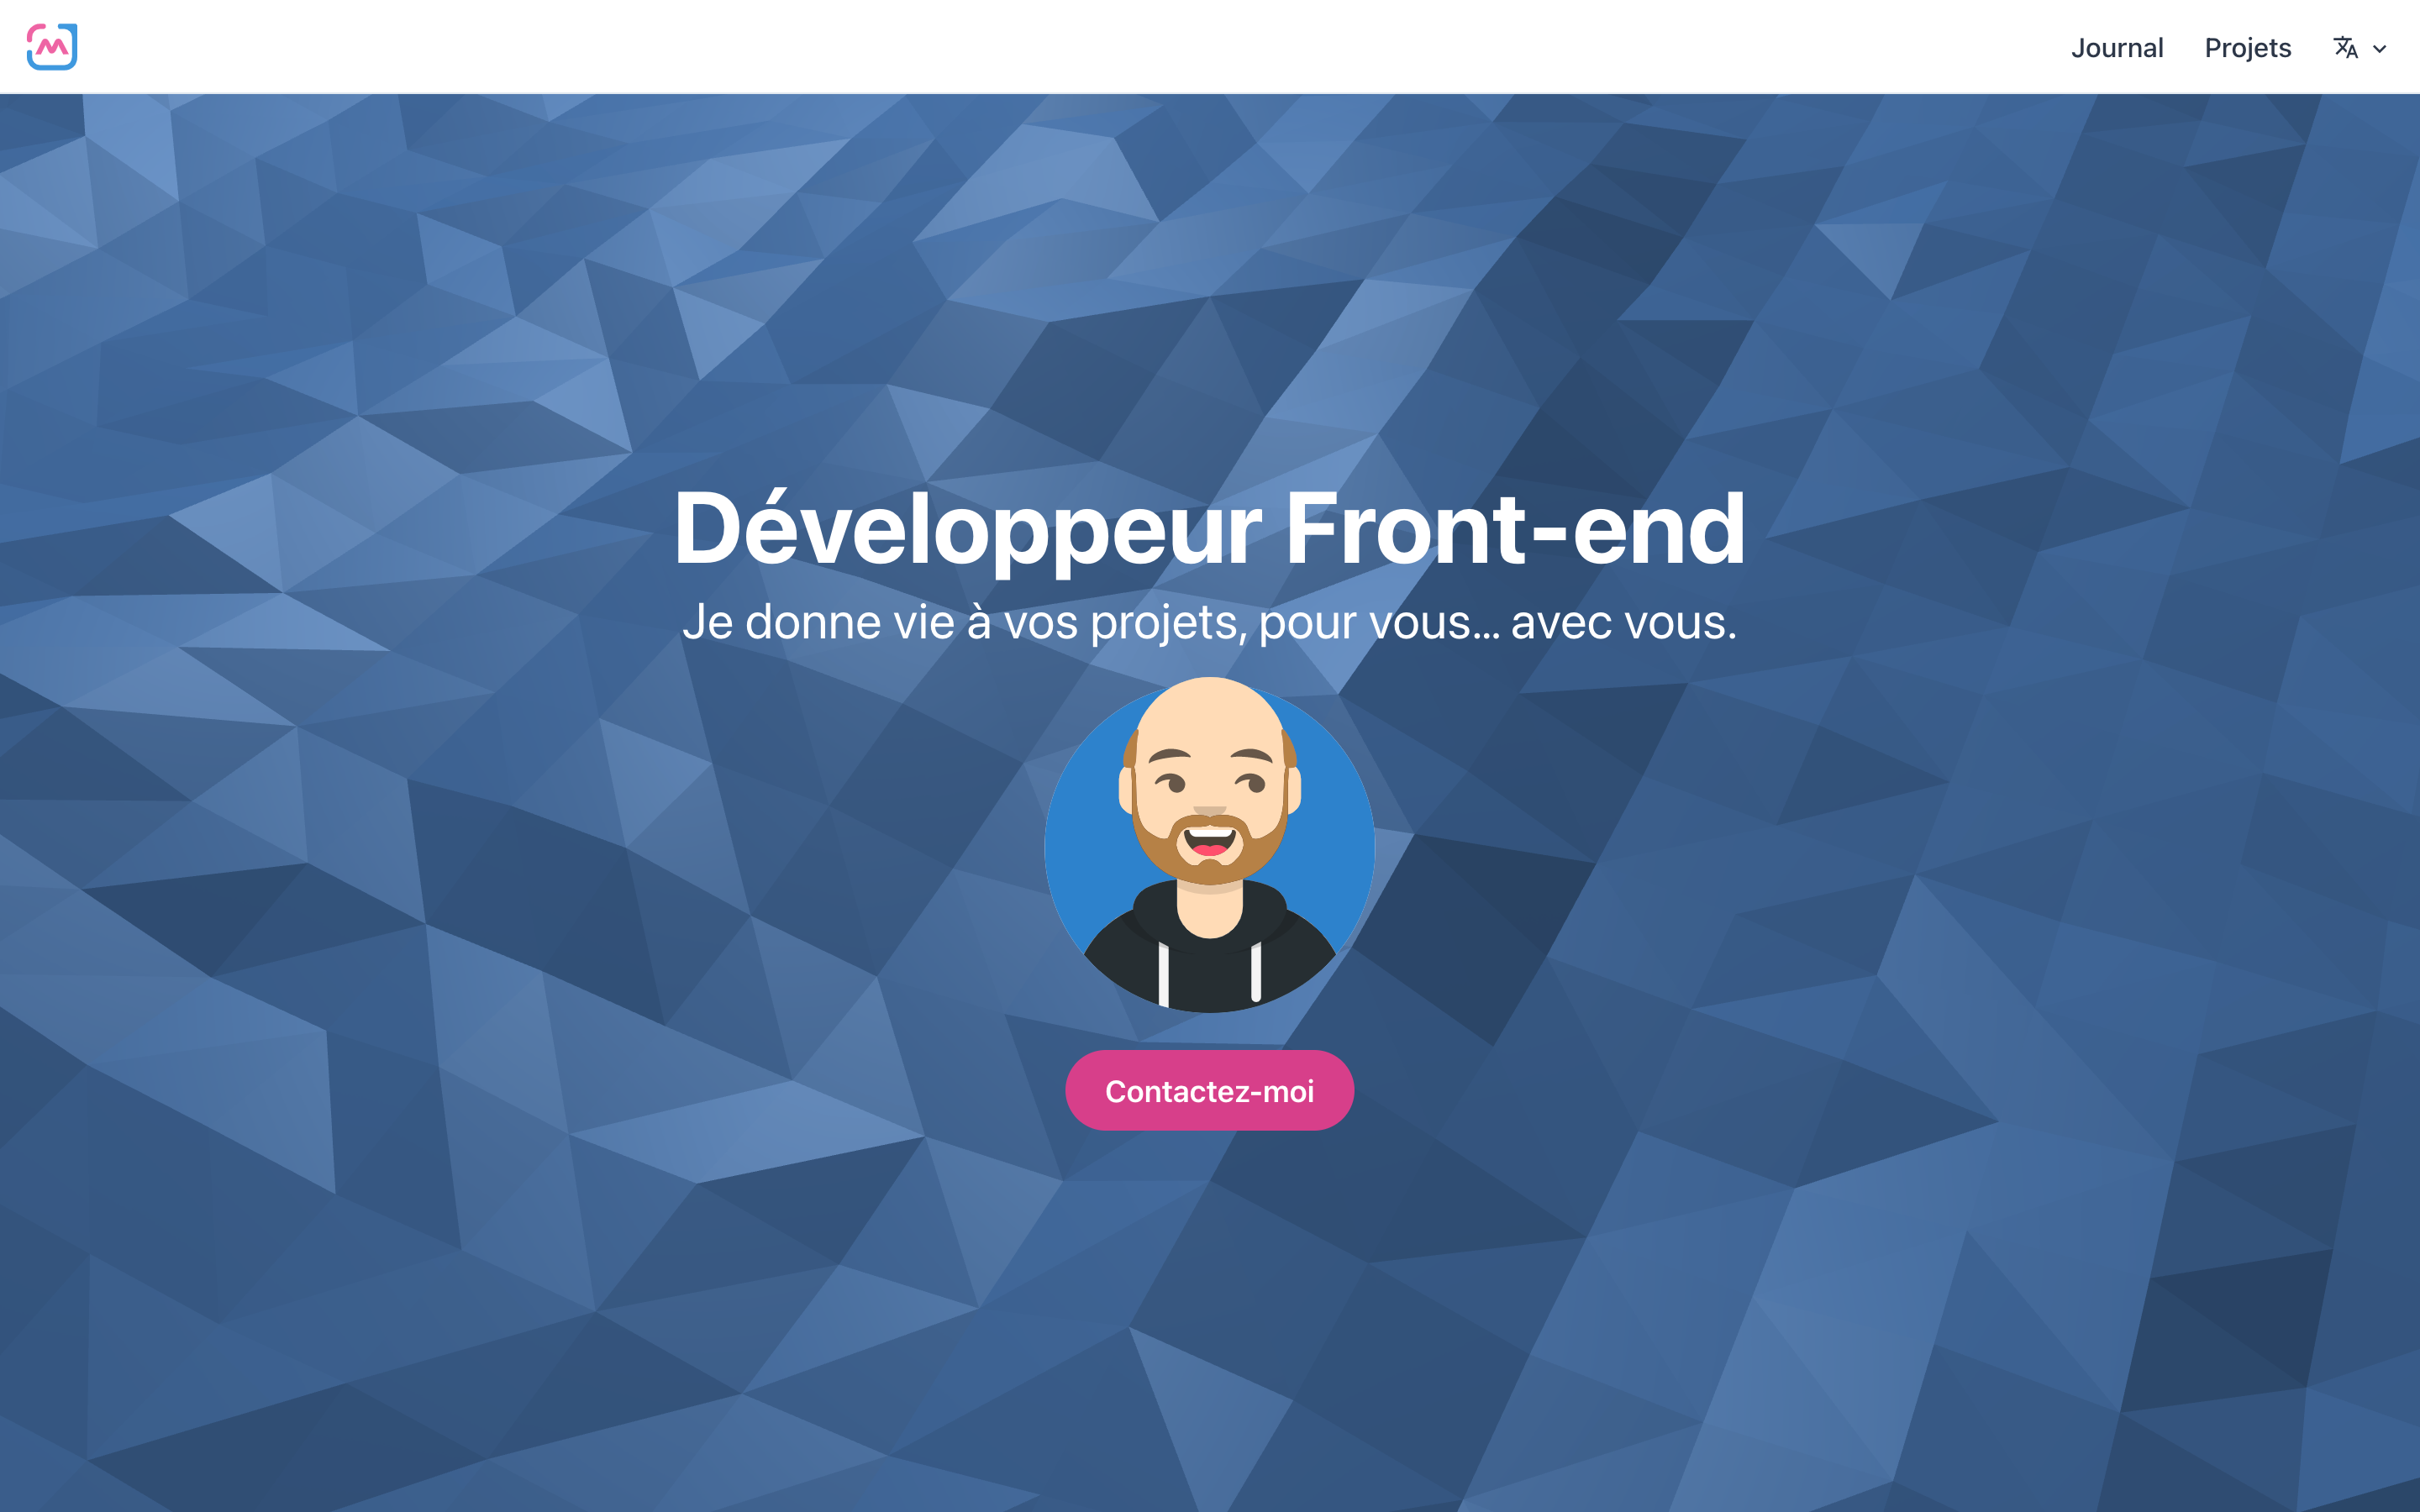 Journal
Projets
Développeur Front-end
Je donne vie à vos projets, pour vous... avec vous.
Contactez-moi